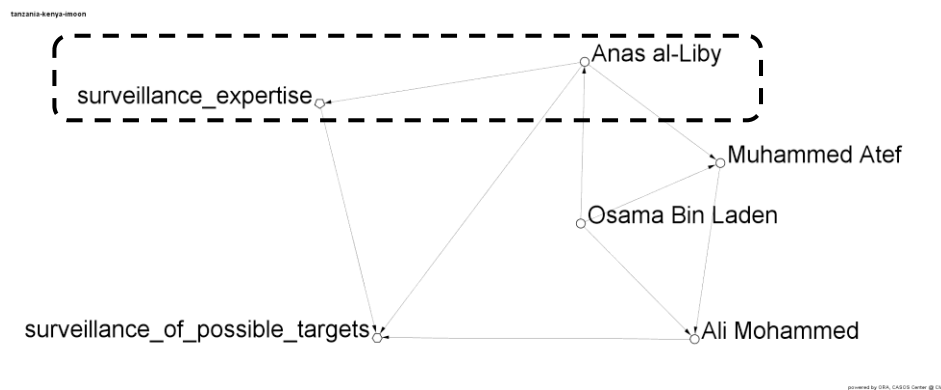 tanzania-kenya-imoon
Anas al-Liby
surveillance_expertise
Muhammed Atef
Osama Bin Laden
surveillance_of_possible_targets
Ali Mohammed
powered by ORA, CASOS Center @ C